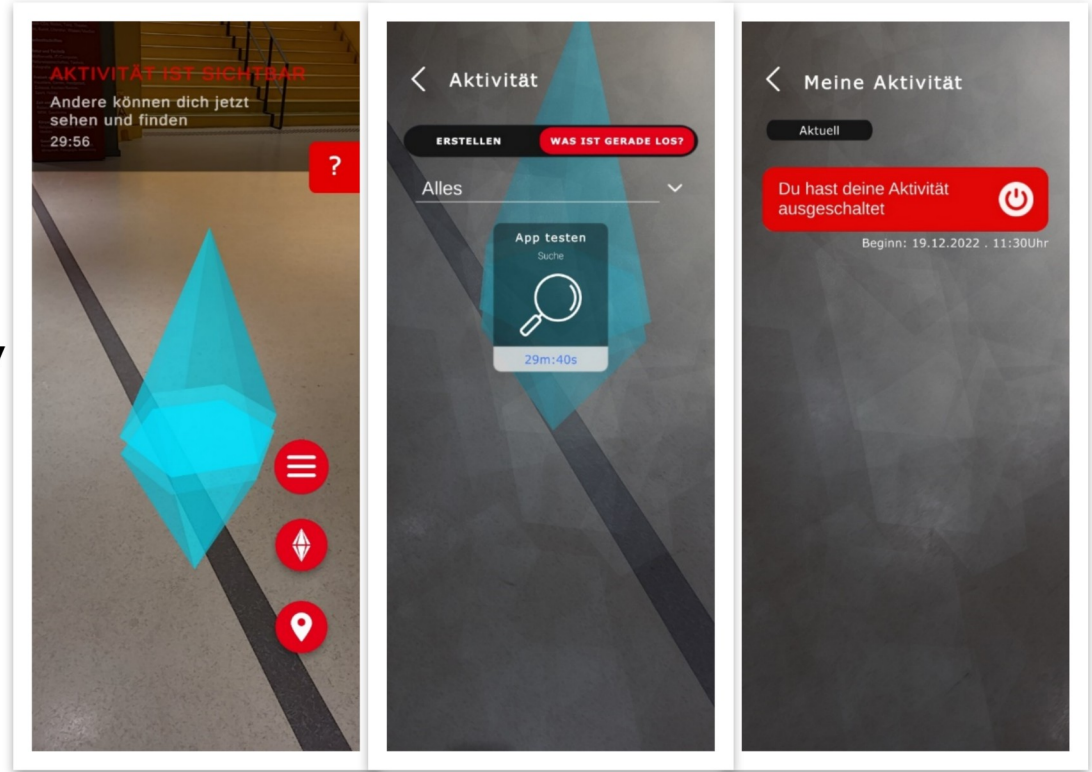 AKTIVITÄT IST SICHTBAR
Andere können dich jetzt
sehen und finden
29:56
?
Aktivität
ERSTELLEN
WAS IST GERADE LOS?
Alles
App testen
Suche
29m:40s
Meine Aktivität
Aktuell
Du hast deine Aktivität
ausgeschaltet
Beginn: 19.12.2022 . 11:30Uhr